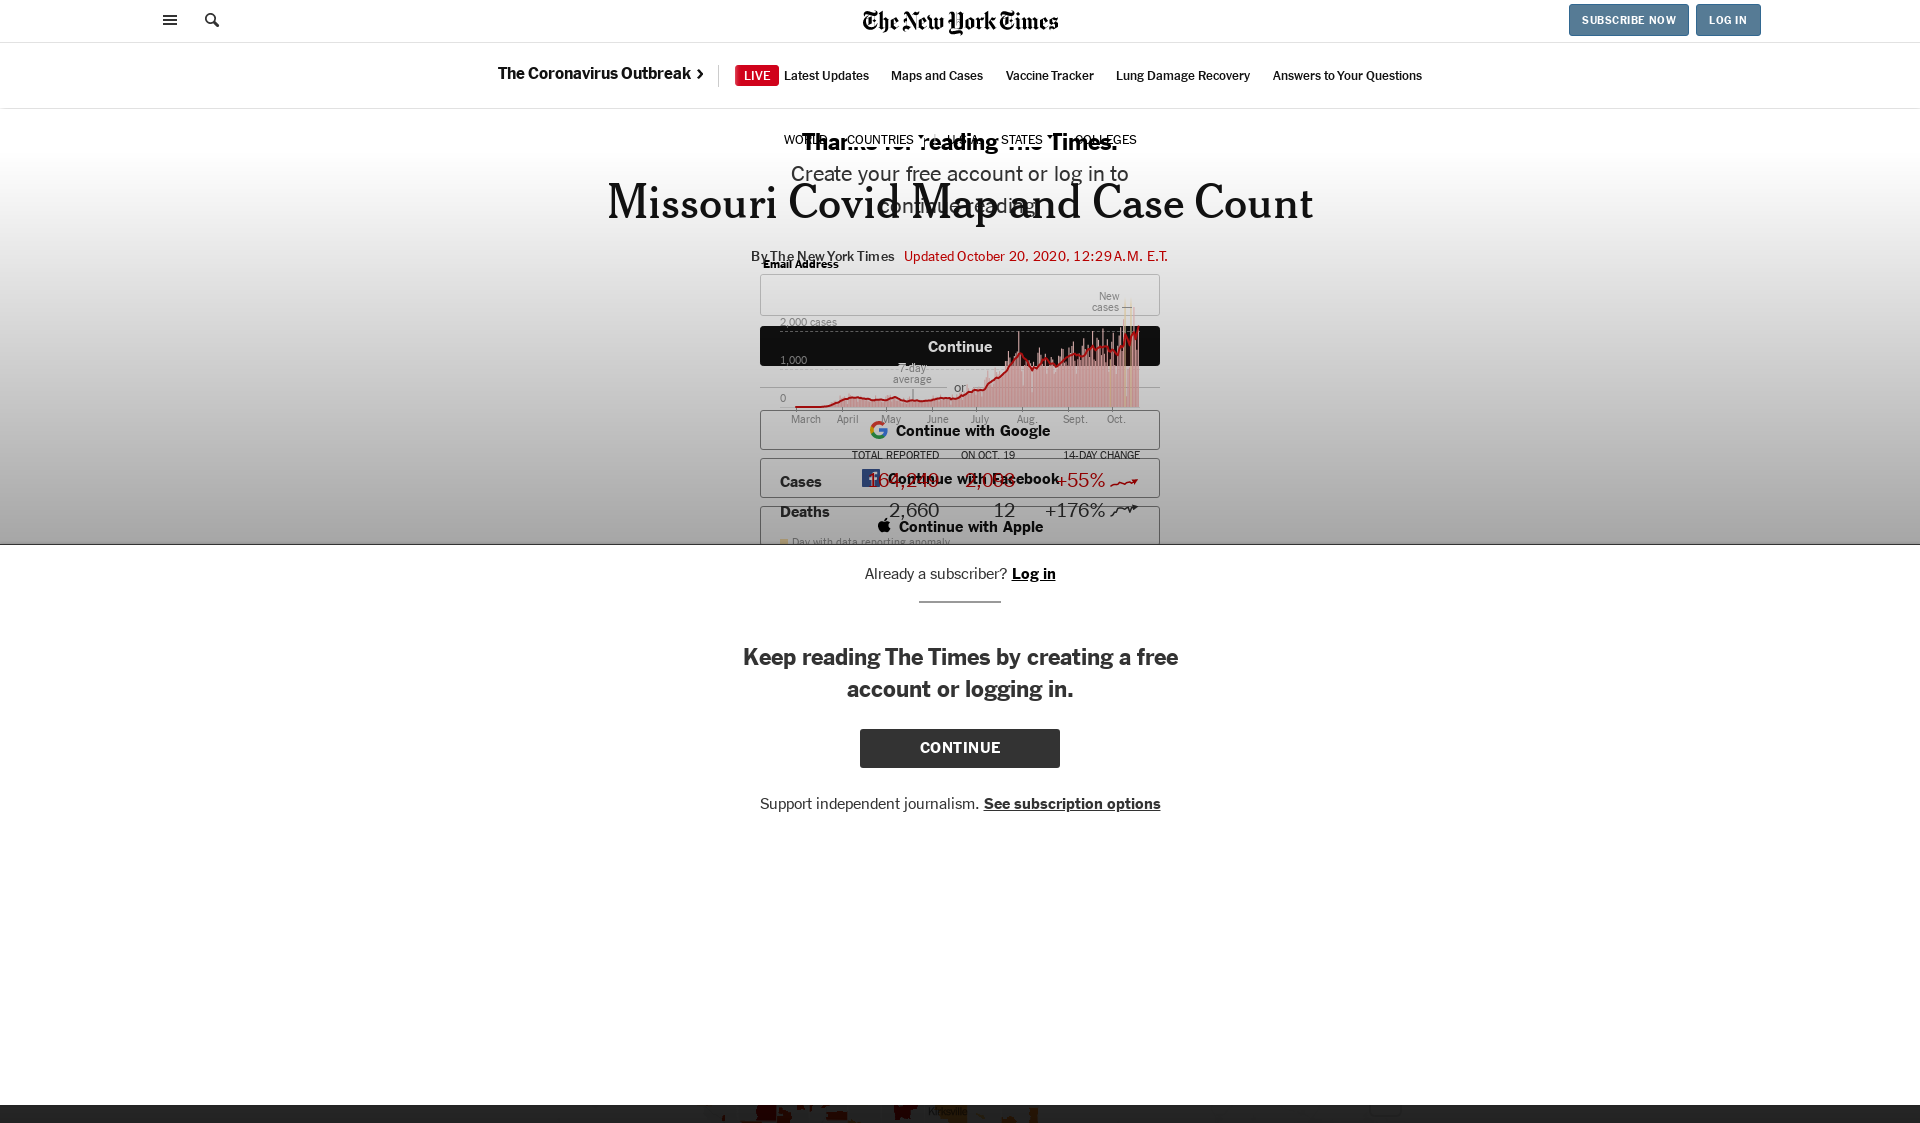 The New York Times
SUBSCRIBE NOW
LOG IN
The Coronavirus Outbreak
LIVE Latest Updates
Maps and Cases
Vaccine Tracker
Lung Damage Recovery
Answers to Your Questions
WORLD COUNTRIES U.S.A. STATES COLLEGES
Thanks for reading The Times.
Create your free account or log in to
continue reading.
Missouri Covid Map and Case Count
By The New York Times Updated October 20, 2020, 12:29 A.M. E.T.
Email Address
New
cases
2,000 cases
Continue
1,000
7-day
average
or
0
March April May June July Aug. Sept. Oct.
Continue with Google
TOTAL REPORTED ON OCT. 19 14-DAY CHANGE
Continue with Facebook
Cases +55%
Deaths 2,660 12 +176%
Continue with Apple
Day with data reporting anomaly.
Already a subscriber? Log in
Keep reading The Times by creating a free
account or logging in.
CONTINUE
Support independent journalism. See subscription options
Kirksville